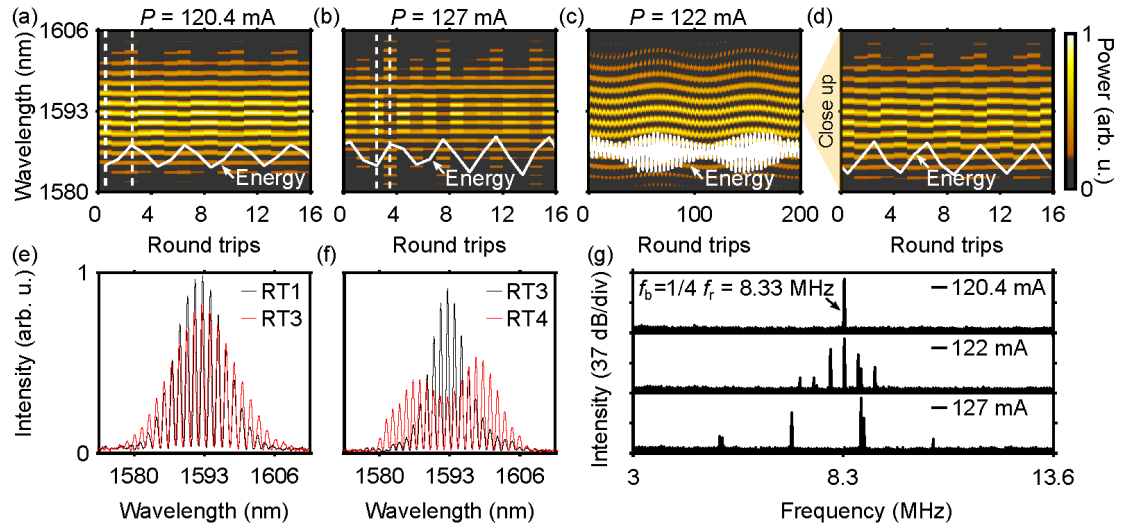 (a) P = 120.4 mA (b) P = 127 mA (c) P = 122 mA (d)
Wavelength (nm)
1606
1593
1580
Energy
Energy
Energy
Close up
Energy
1
0
Power (arb. u.)
0 4 8 12 16
0 4 8 12 16
0 100 200
0 4 8 12 16
Round trips
Round trips
Round trips
Round trips
(e)
Intensity (arb. u.)
1
0
RT1
RT3
1580 1593 1606
Wavelength (nm)
(f)
RT3
RT4
1580 1593 1606
Wavelength (nm)
(g)
Intensity (37 dB/div)
fb=1/4 fr = 8.33 MHz
120.4 mA
122 mA
127 mA
3 8.3 13.6
Frequency (MHz)